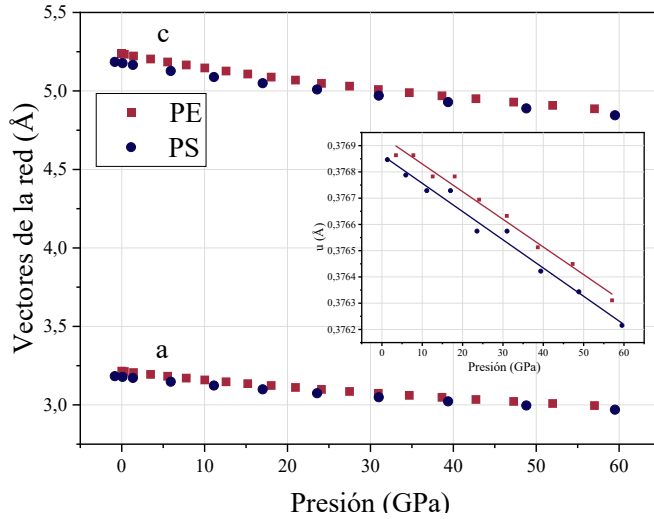 5,5
c
5,0
PE
PS
4,5
4,0
3,5
a
3,0
Vectores de la red (Å)
0 10 20 30 40 50 60
Presión (GPa)
0,3769
0,3768
0,3767
0,3766
0,3765
0,3764
0,3763
0,3762
u (Å)
0 10 20 30 40 50 60
Presión (GPa)